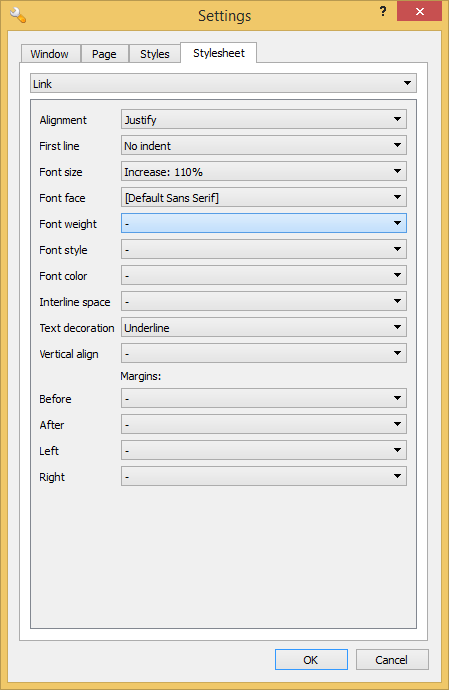 Settings
?
Window Page Styles Stylesheet
Link
Alignment Justify
First line No indent
Font size Increase: 110%
Font face [Default Sans Serif]
Font weight -
Font style -
Font color -
Interline space -
Text decoration Underline
Vertical align -
Margins:
Before -
After -
Left -
Right -
OK Cancel